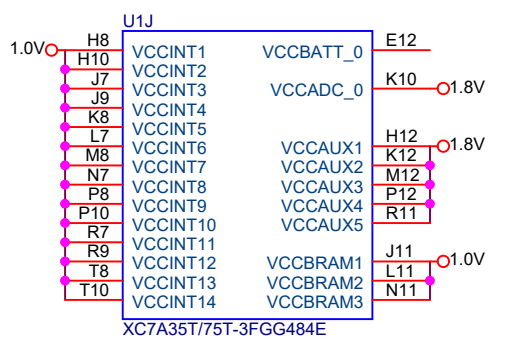 U1J
1.0V H8 VCCINT1 VCCBATT_0 E12
H10 VCCINT2
J7 VCCINT3 VCCADC_0 K10 1.8V
J9 VCCINT4
K8 VCCINT5
L7 VCCINT6 VCCAUX1 H12 1.8V
M8 VCCINT7 VCCAUX2 K12
N7 VCCINT8 VCCAUX3 M12
P8 VCCINT9 VCCAUX4 P12
P10 VCCINT10 VCCAUX5 R11
R7 VCCINT11
R9 VCCINT12 VCCBRAM1 J11 1.0V
T8 VCCINT13 VCCBRAM2 L11
T10 VCCINT14 VCCBRAM3 N11
XC7A35T/75T-3FGG484E